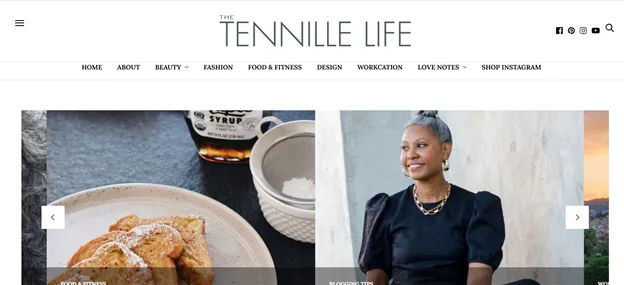 THE
TENNILLE LIFE
HOME ABOUT BEAUTY FASHION FOOD & FITNESS DESIGN WORKCATION LOVE NOTES SHOP INSTAGRAM
SYRUP
FOOD & FITNESS
BLOGGING TIPS